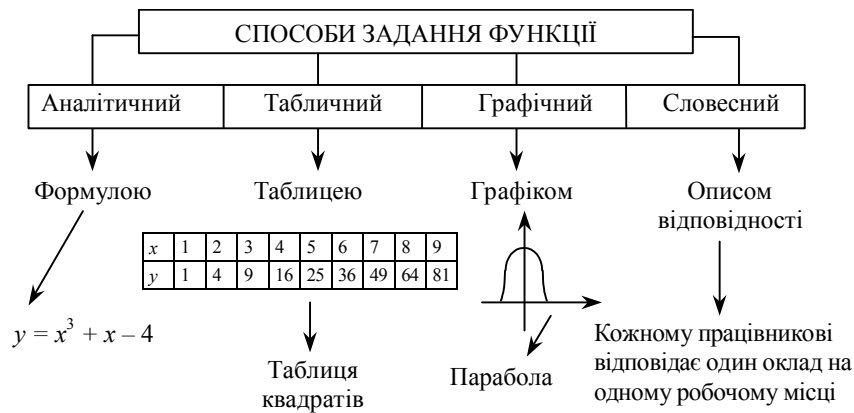 СПОСОБИ ЗАДАННЯ ФУНКЦІЇ
Аналітичний Табличний Графічний Словесний
Формулою Таблицею Графіком Описом
відповідності
x 1 2 3 4 5 6 7 8 9
y 1 4 9 16 25 36 49 64 81
y = x³ + x – 4
Таблиця
квадратів
Парабола
Кожному працівникові
відповідає один оклад на
одному робочому місці